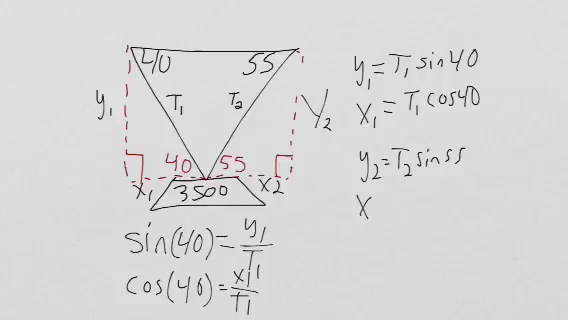 40 55
y₁ T₁ T₂ y₂
40 55
x₁ 3500 x2
sin(40) = y₁/T₁
cos(40) = x₁/T₁
y₁ = T₁ sin 40
x₁ = T₁ cos 40
y₂ = T₂ sin 55
x